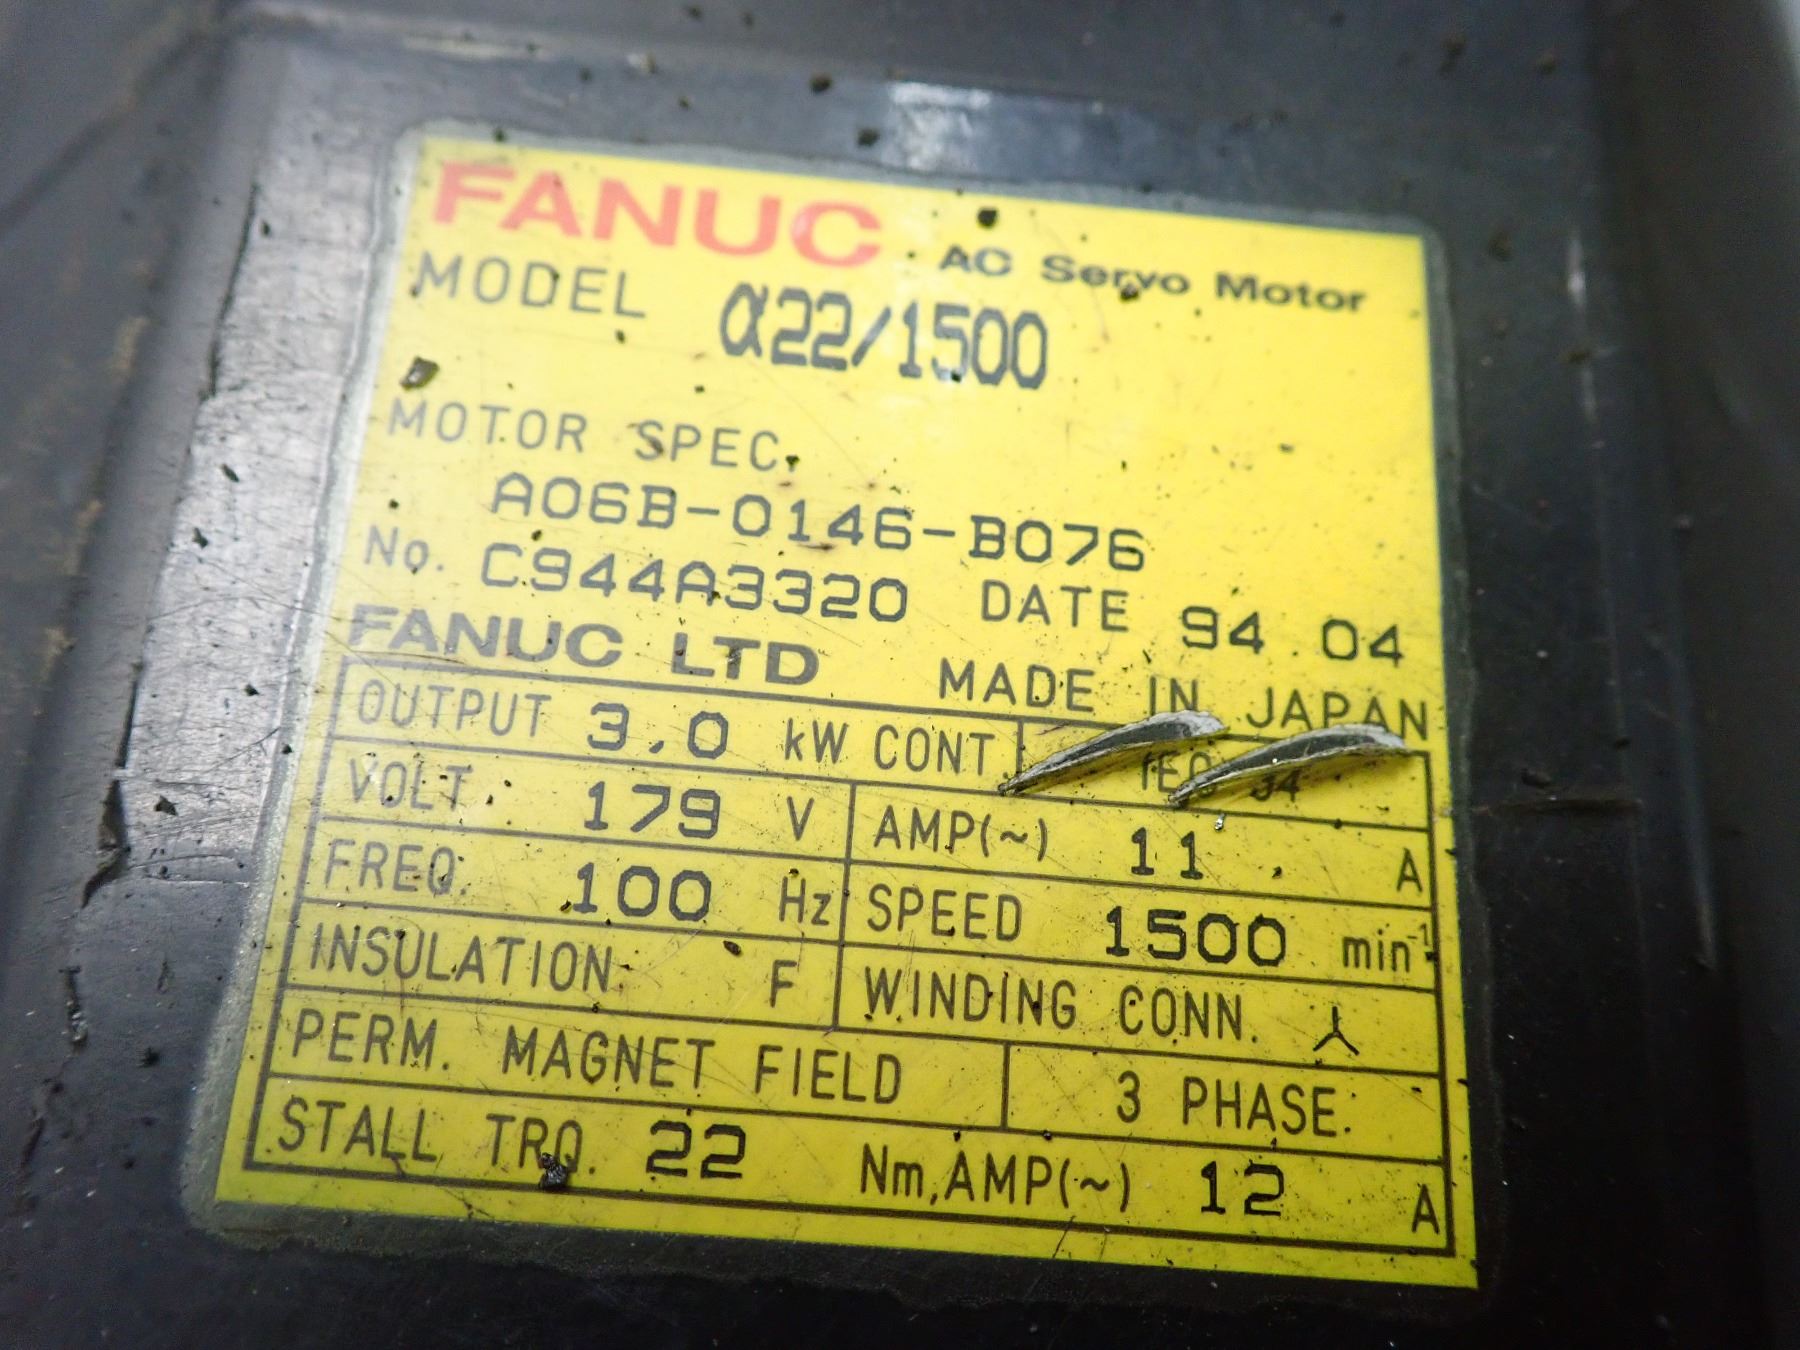 FANUC AC Servo Motor
MODEL α22/1500
MOTOR SPEC.
A06B-0146-B076
No. C944A3320 DATE 94.04
FANUC LTD MADE IN JAPAN
OUTPUT 3.0 kW CONT.
VOLT 179 V AMP(~) 11. A
FREQ. 100 Hz SPEED 1500 min-1
INSULATION. F WINDING CONN.
PERM. MAGNET FIELD 3 PHASE.
STALL TRQ. 22 Nm,AMP(~) 12 A